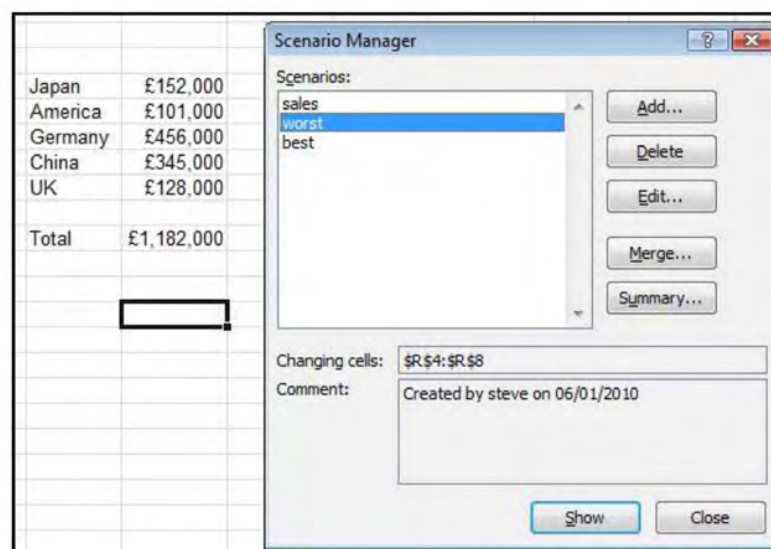 Japan £152,000
America £101,000
Germany £456,000
China £345,000
UK £128,000
Total £1,182,000
Scenario Manager
Scenarios:
sales
worst
best
Add...
Delete
Edit...
Merge...
Summary...
Changing cells: $R$4:$R$8
Comment: Created by steve on 06/01/2010
Show Close